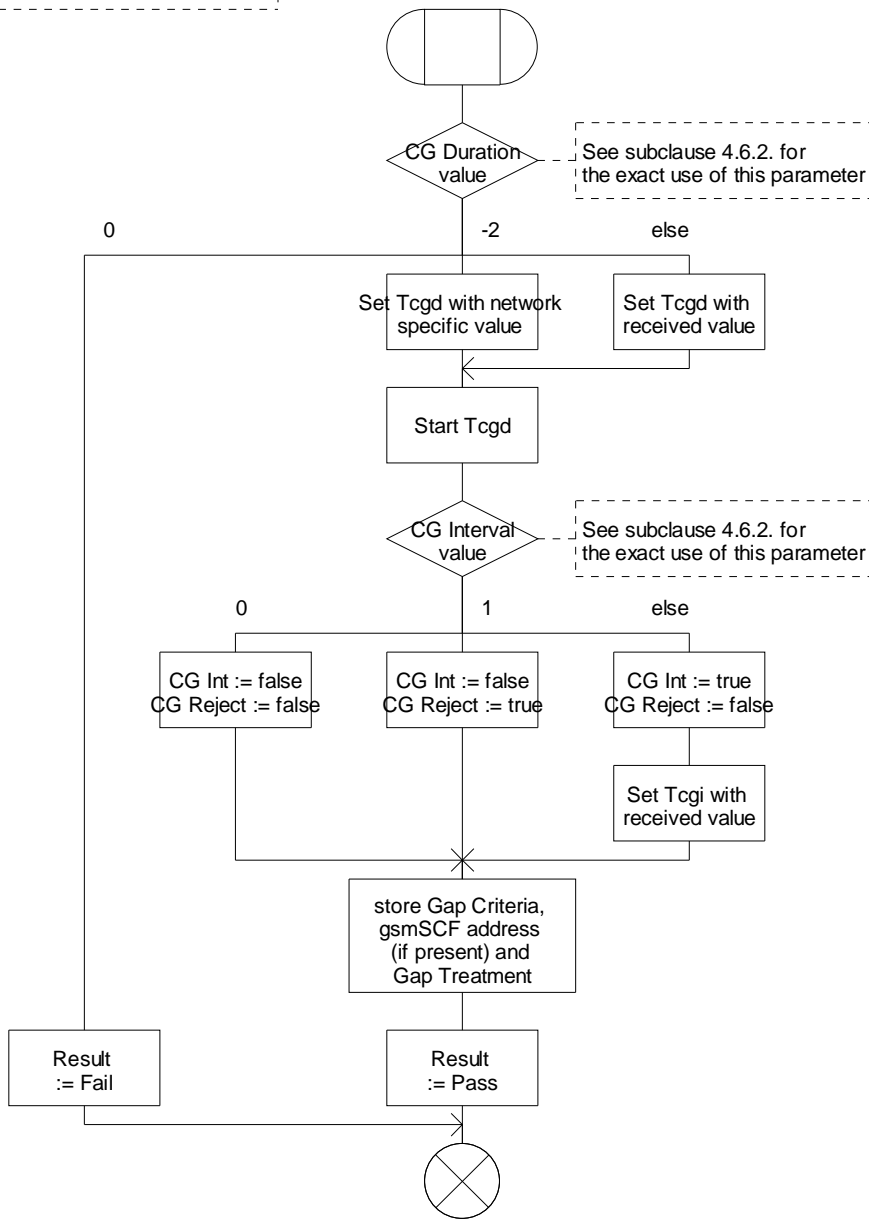 CG Duration
value
See subclause 4.6.2. for
the exact use of this parameter
0
-2
else
Set Tcgd with network
specific value
Set Tcgd with
received value
Start Tcgd
CG Interval
value
See subclause 4.6.2. for
the exact use of this parameter
0
1
else
CG Int := false
CG Reject := false
CG Int := false
CG Reject := true
CG Int := true
CG Reject := false
Set Tcgi with
received value
store Gap Criteria,
gsmSCF address
(if present) and
Gap Treatment
Result
:= Fail
Result
:= Pass